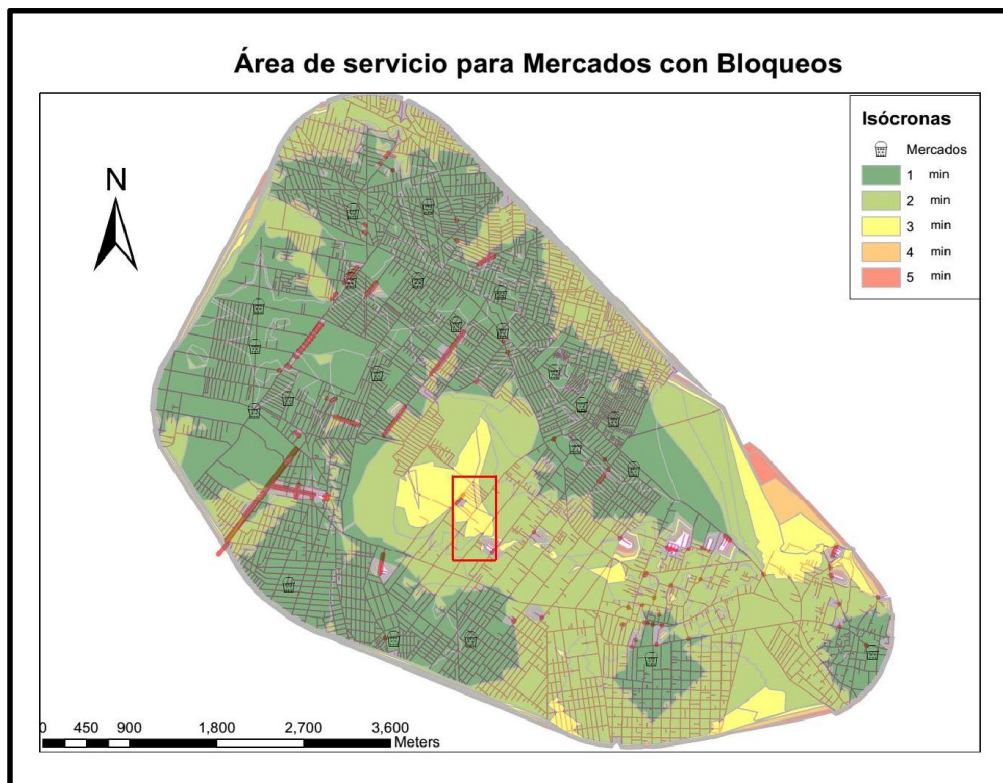 Área de servicio para Mercados con Bloqueos
Isócronas
Mercados
1 min
2 min
3 min
4 min
5 min
N
0 450 900 1,800 2,700 3,600
Meters